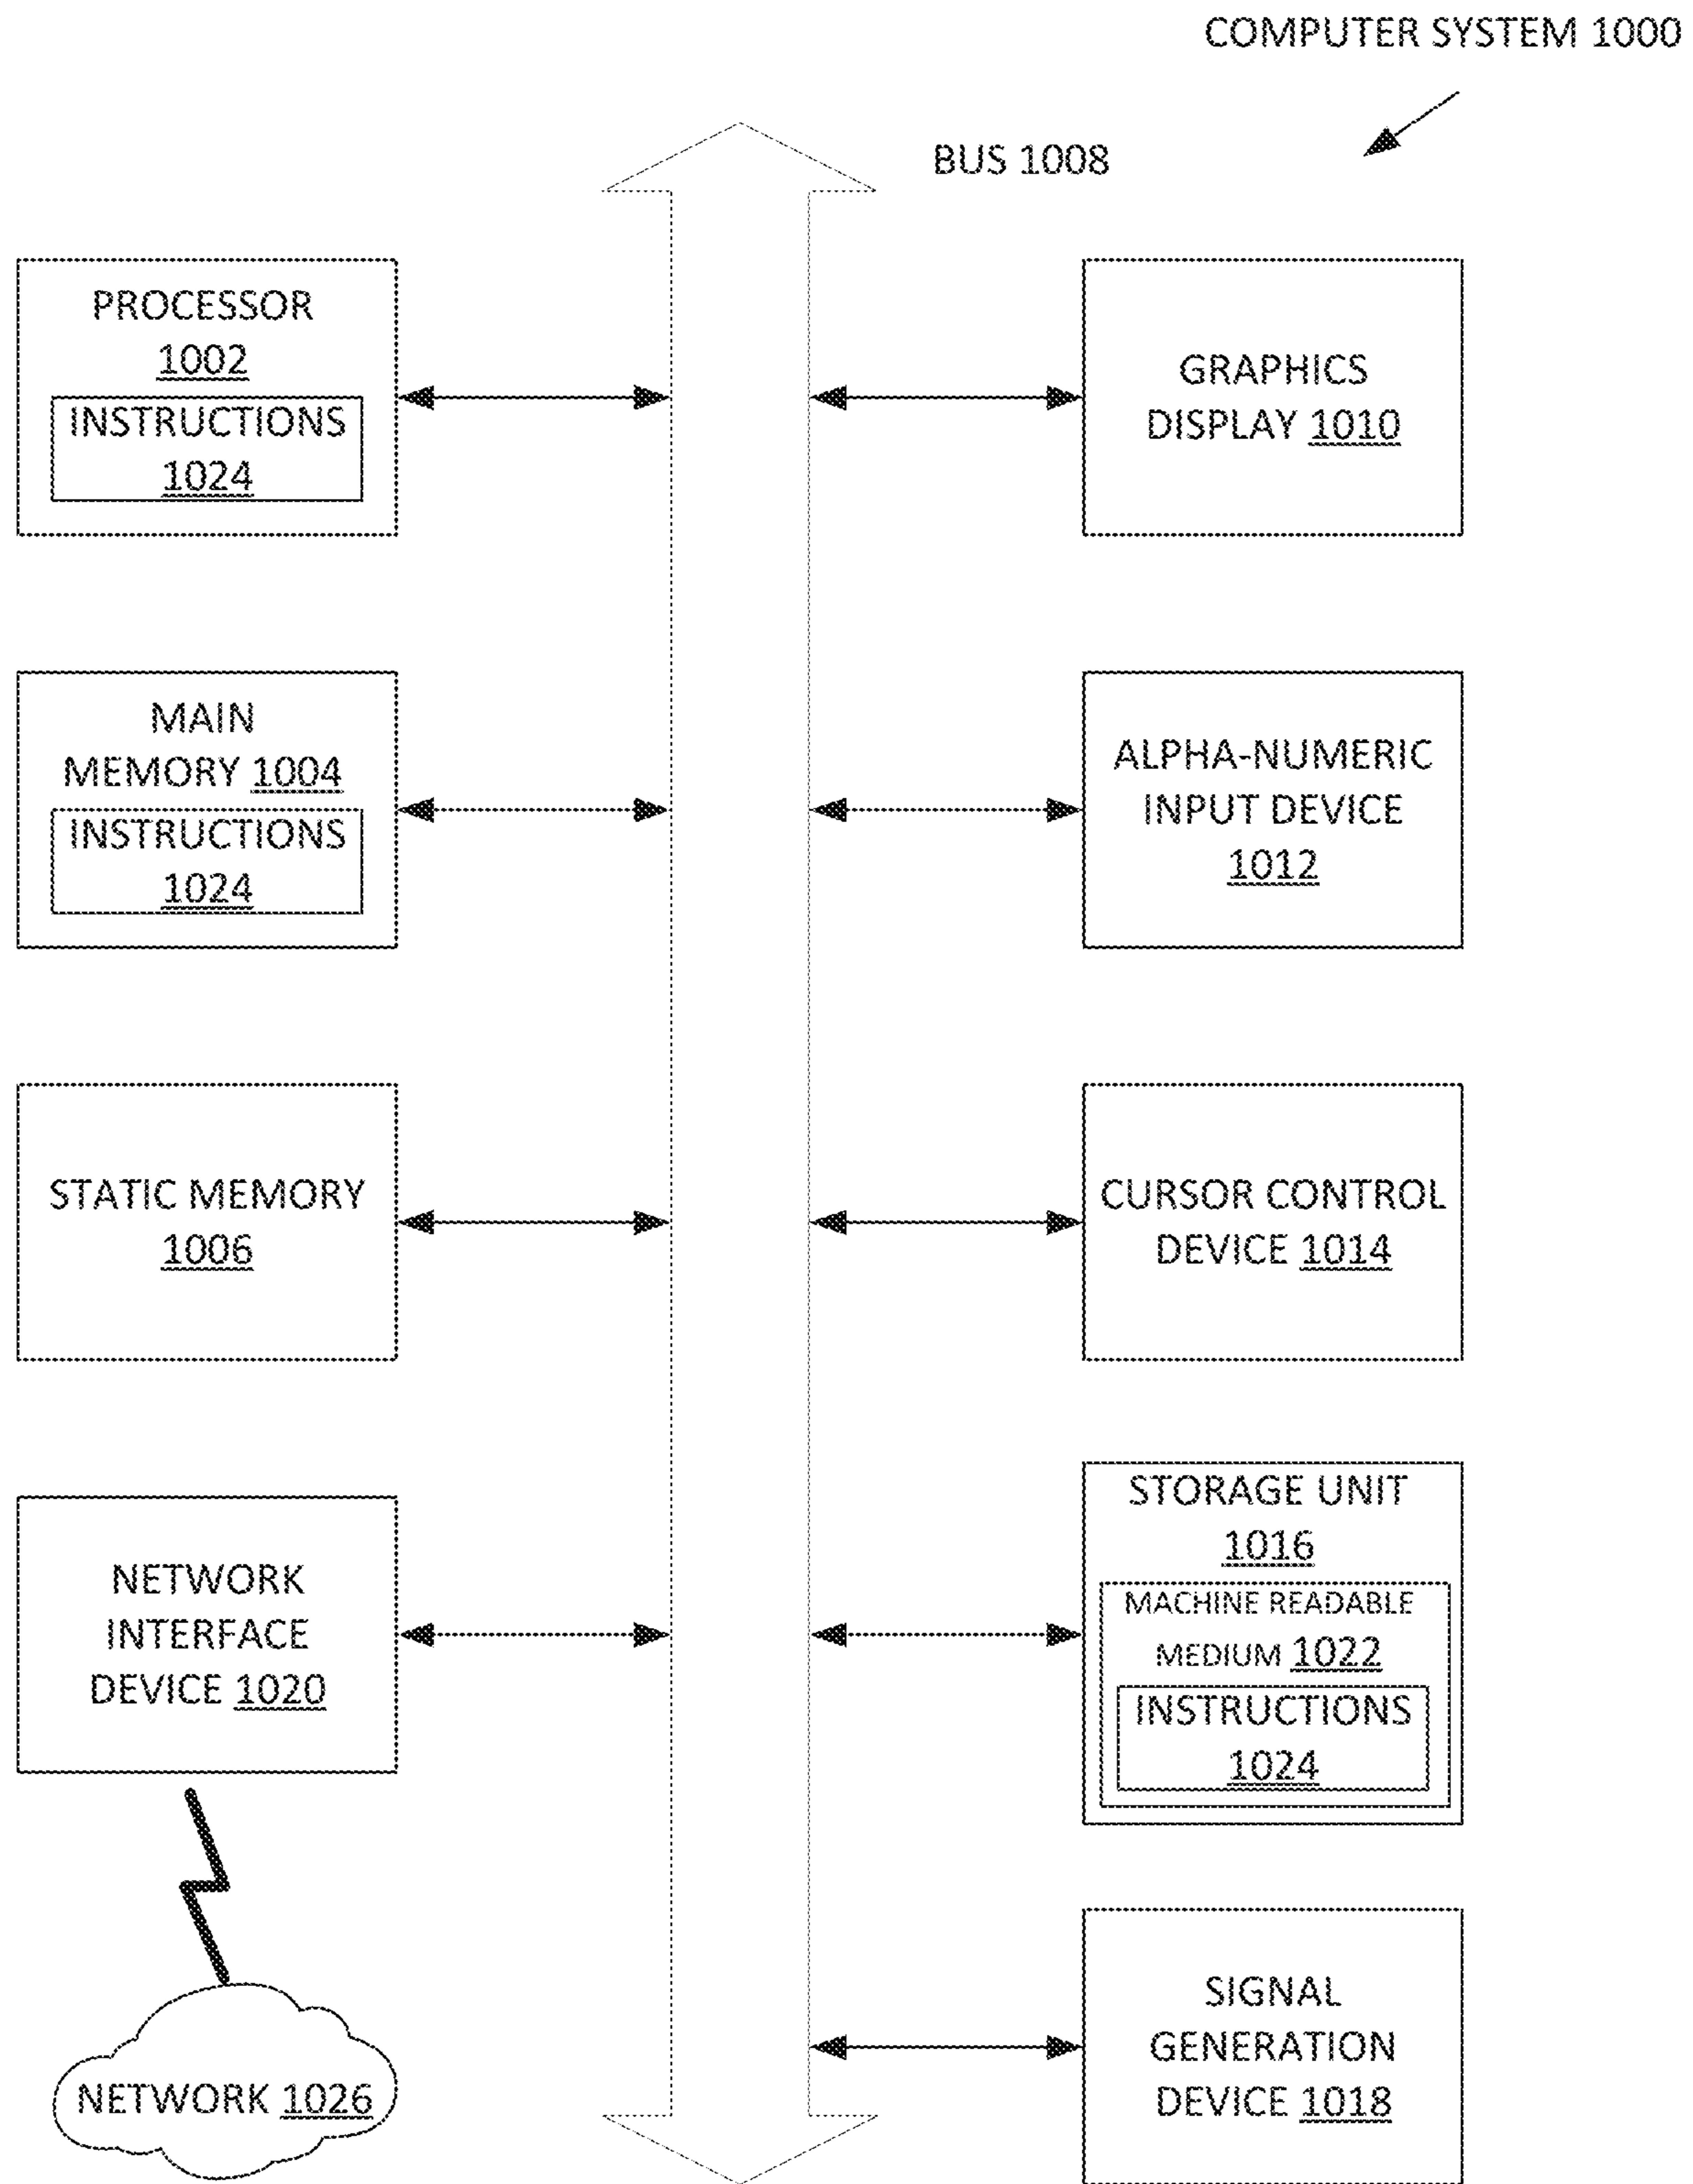 COMPUTER SYSTEM 1000
BUS 1008
PROCESSOR
1002
INSTRUCTIONS
1024
MAIN
MEMORY 1004
INSTRUCTIONS
1024
STATIC MEMORY
1006
NETWORK
INTERFACE
DEVICE 1020
NETWORK 1026
GRAPHICS
DISPLAY 1010
ALPHA-NUMERIC
INPUT DEVICE
1012
CURSOR CONTROL
DEVICE 1014
STORAGE UNIT
1016
MACHINE READABLE
MEDIUM 1022
INSTRUCTIONS
1024
SIGNAL
GENERATION
DEVICE 1018